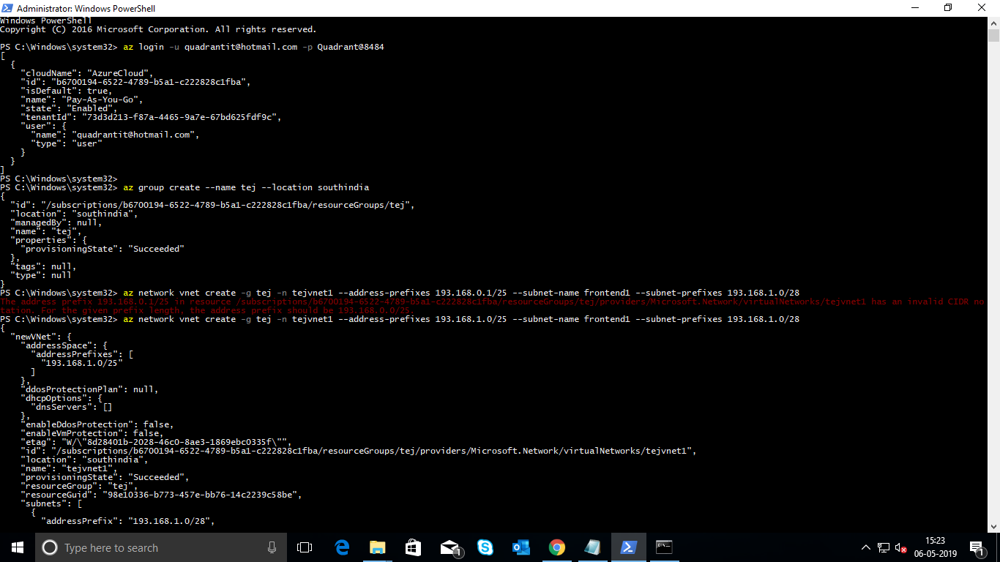 Administrator: Windows PowerShell
Windows PowerShell
Copyright (C) 2016 Microsoft Corporation. All rights reserved.
PS C:\Windows\system32> az login -u quadrantit@hotmail.com -p Quadrant@8484
[
  {
    "cloudName": "AzureCloud",
    "id": "b6700194-6522-4789-b5a1-c222828c1fba",
    "isDefault": true,
    "name": "Pay-As-You-Go",
    "state": "Enabled",
    "tenantId": "73d3d213-f87a-4465-9a7e-67bd625fdf9c",
    "user": {
      "name": "quadrantit@hotmail.com",
      "type": "user"
    }
  }
]
PS C:\Windows\system32>
PS C:\Windows\system32> az group create --name tej --location southindia
{
  "id": "/subscriptions/b6700194-6522-4789-b5a1-c222828c1fba/resourceGroups/tej",
  "location": "southindia",
  "managedBy": null,
  "name": "tej",
  "properties": {
    "provisioningState": "Succeeded"
  },
  "tags": null,
  "type": null
}
PS C:\Windows\system32> az network vnet create -g tej -n tejvnet1 --address-prefixes 193.168.0.1/25 --subnet-name frontend1 --subnet-prefixes 193.168.1.0/28
The address prefix 193.168.0.1/25 in resource /subscriptions/b6700194-6522-4789-b5a1-c222828c1fba/resourceGroups/tej/providers/Microsoft.Network/virtualNetworks/tejvnet1 has an invalid CIDR no
tation. For the given prefix length, the address prefix should be 193.168.0.0/25.
PS C:\Windows\system32> az network vnet create -g tej -n tejvnet1 --address-prefixes 193.168.1.0/25 --subnet-name frontend1 --subnet-prefixes 193.168.1.0/28
{
  "newVNet": {
    "addressSpace": {
      "addressPrefixes": [
        "193.168.1.0/25"
      ]
    },
    "ddosProtectionPlan": null,
    "dhcpOptions": {
      "dnsServers": []
    },
    "enableDdosProtection": false,
    "enableVmProtection": false,
    "etag": "W/\"8d28401b-2028-46c0-8ae3-1869ebc0335f\"",
    "id": "/subscriptions/b6700194-6522-4789-b5a1-c222828c1fba/resourceGroups/tej/providers/Microsoft.Network/virtualNetworks/tejvnet1",
    "location": "southindia",
    "name": "tejvnet1",
    "provisioningState": "Succeeded",
    "resourceGroup": "tej",
    "resourceGuid": "98e10336-b773-457e-bb76-14c2239c58be",
    "subnets": [
      {
        "addressPrefix": "193.168.1.0/28",
Type here to search
1
15:23
06-05-2019
1